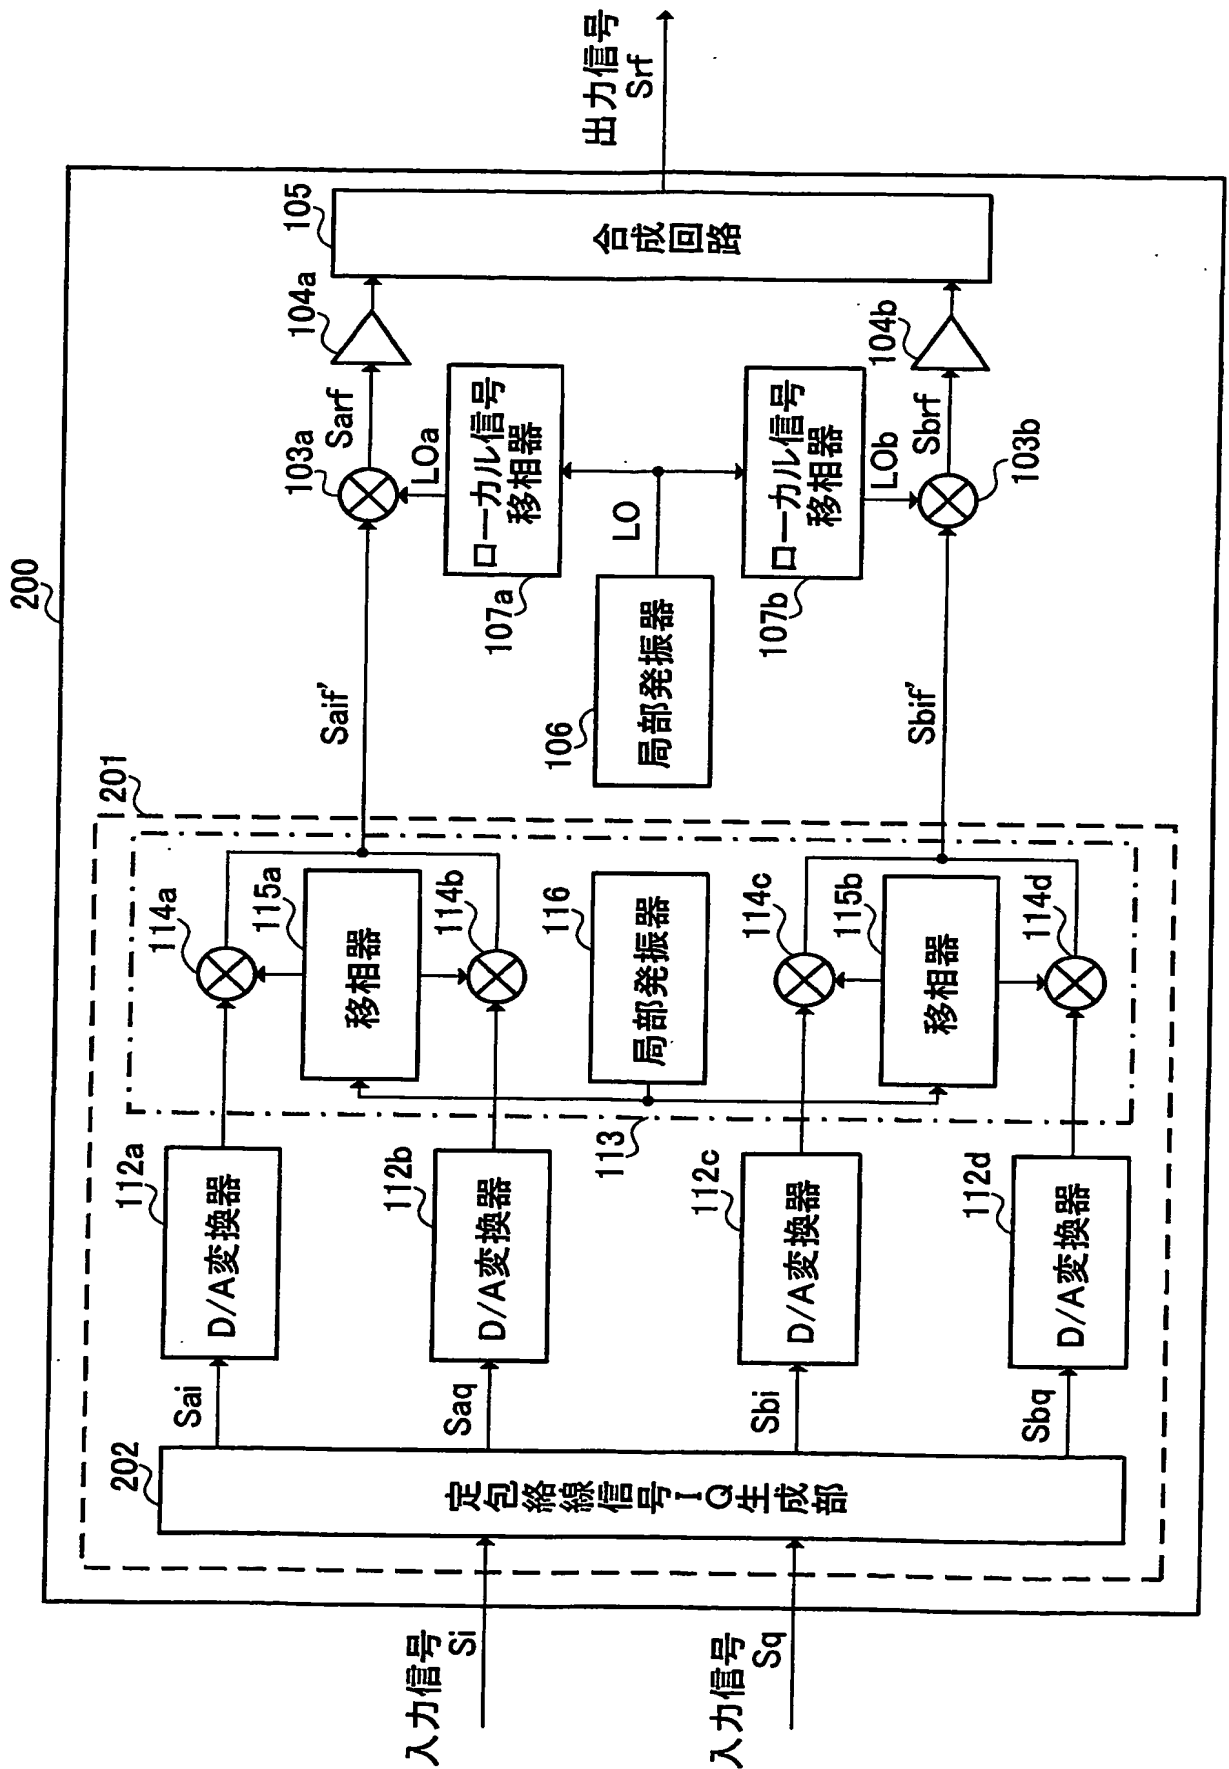 200
201
202
定包絡線信号IQ生成部
入力信号
Si
入力信号
Sq
Sai
Saq
Sbi
Sbq
112a
D/A変換器
112b
D/A変換器
112c
D/A変換器
112d
D/A変換器
113
114a
115a
移相器
114b
116
局部発振器
114c
115b
移相器
114d
Saif'
Sbif'
106
局部発振器
LO
107a
ローカル信号
移相器
LOa
107b
ローカル信号
移相器
LOb
103a
Sarf
103b
Sbrf
104a
104b
105
合成回路
出力信号
Srf